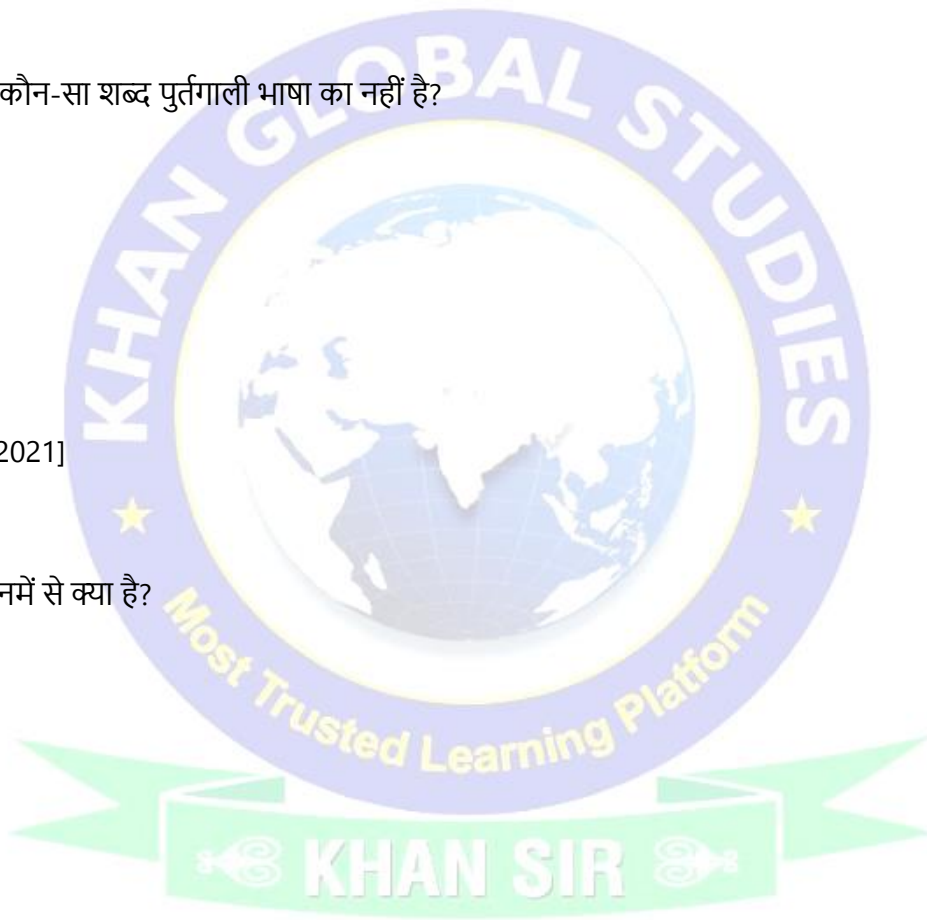 कौन-सा शब्द पुर्तगाली भाषा का नहीं है?
KHAN GLOBAL STUDIES
2021]
नमें से क्या है?
Most Trusted Learning Platform
KHAN SIR